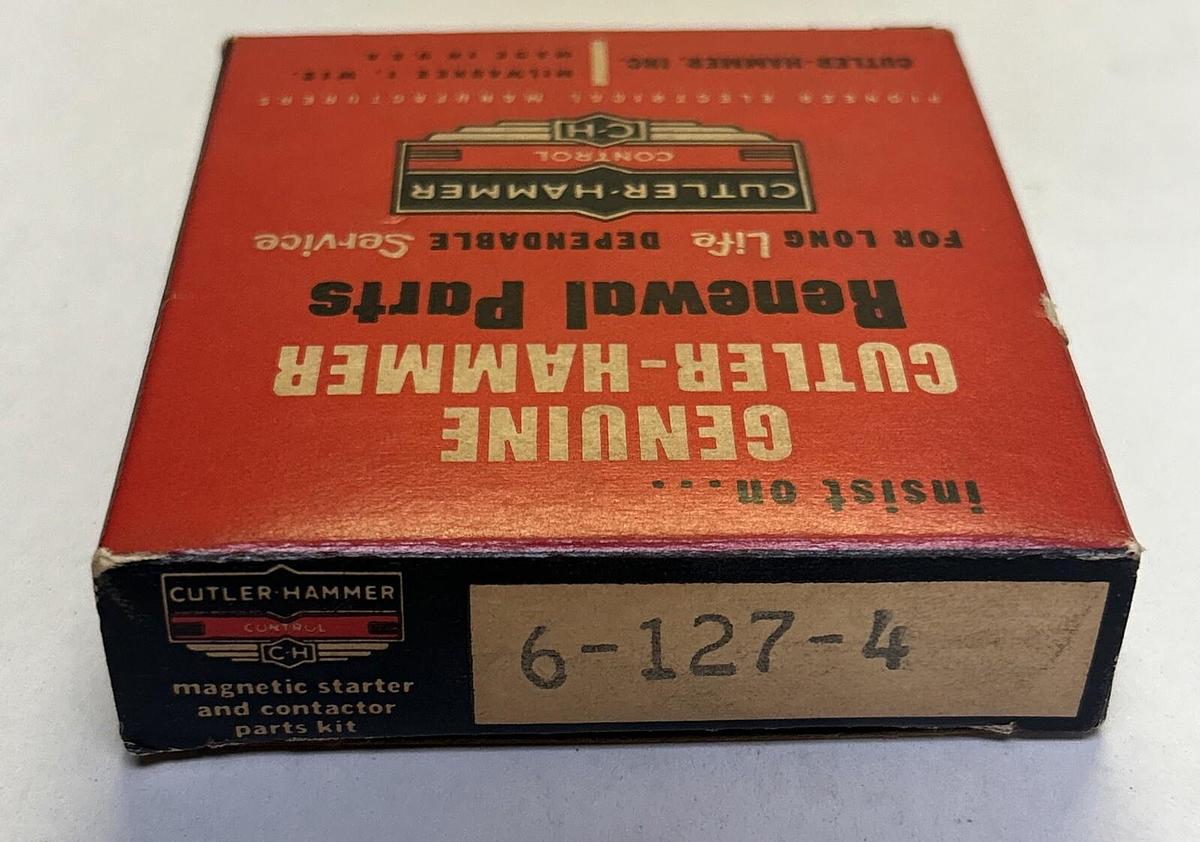 insist on...
GENUINE
CUTLER-HAMMER
Renewal Parts
FOR LONG Life DEPENDABLE Service
CUTLER·HAMMER
CONTROL
C·H
PIONEER ELECTRICAL MANUFACTURERS
CUTLER-HAMMER, INC.
MILWAUKEE 1, WIS.
MADE IN U.S.A.
CUTLER·HAMMER
CONTROL
C·H
magnetic starter
and contactor
parts kit
6-127-4